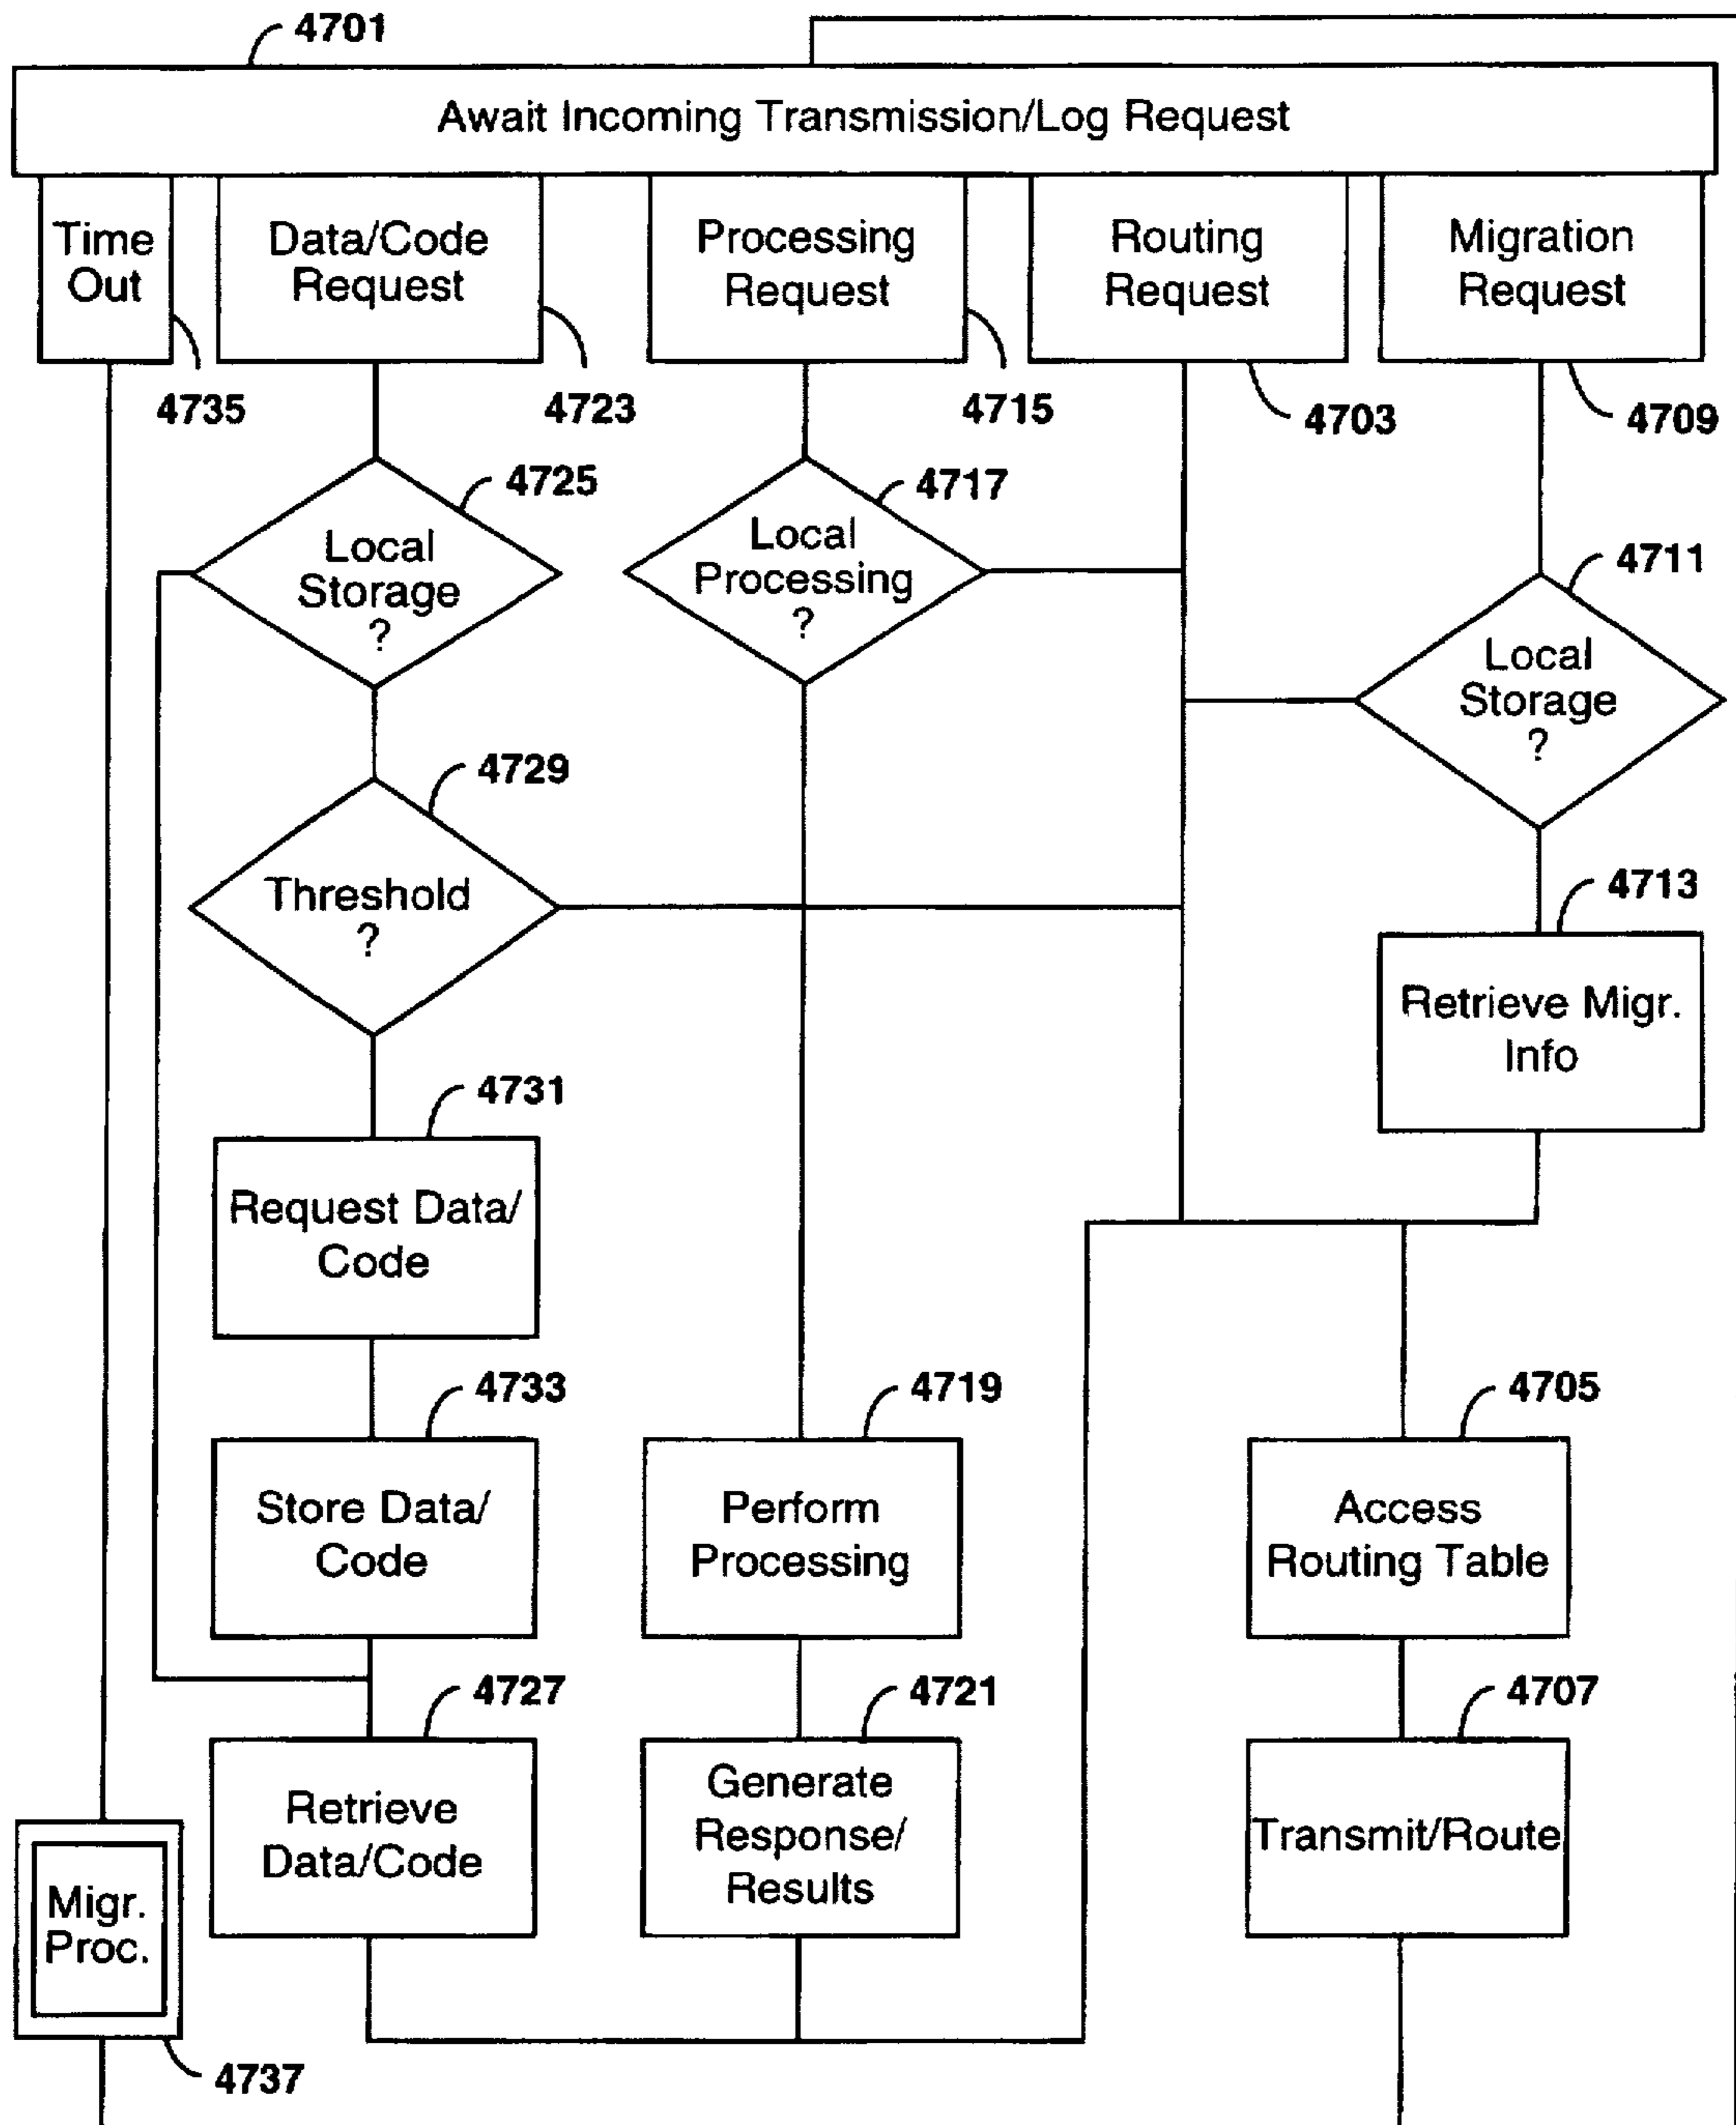 4701
Await Incoming Transmission/Log Request
Time
Out
Data/Code
Request
Processing
Request
Routing
Request
Migration
Request
4735
4723
4715
4703
4709
4725
Local
Storage
?
4717
Local
Processing
?
4711
Local
Storage
?
4729
Threshold
?
4713
Retrieve Migr.
Info
4731
Request Data/
Code
4733
Store Data/
Code
4719
Perform
Processing
4705
Access
Routing Table
4727
Retrieve
Data/Code
4721
Generate
Response/
Results
4707
Transmit/Route
Migr.
Proc.
4737